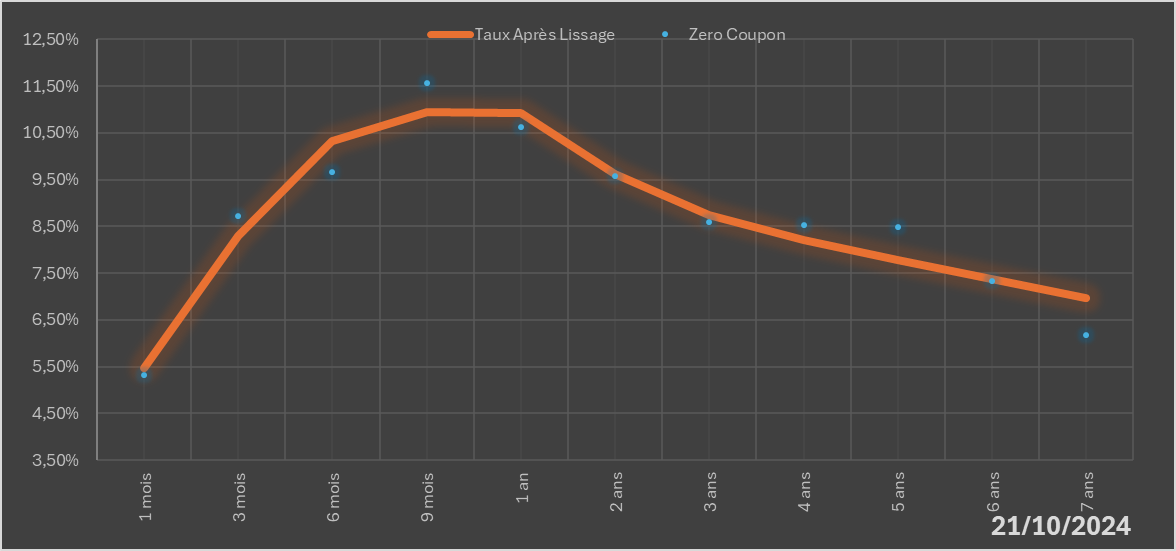 Taux Après Lissage Zero Coupon
12,50%
11,50%
10,50%
9,50%
8,50%
7,50%
6,50%
5,50%
4,50%
3,50%
1 mois
3 mois
6 mois
9 mois
1 an
2 ans
3 ans
4 ans
5 ans
6 ans
7 ans
21/10/2024